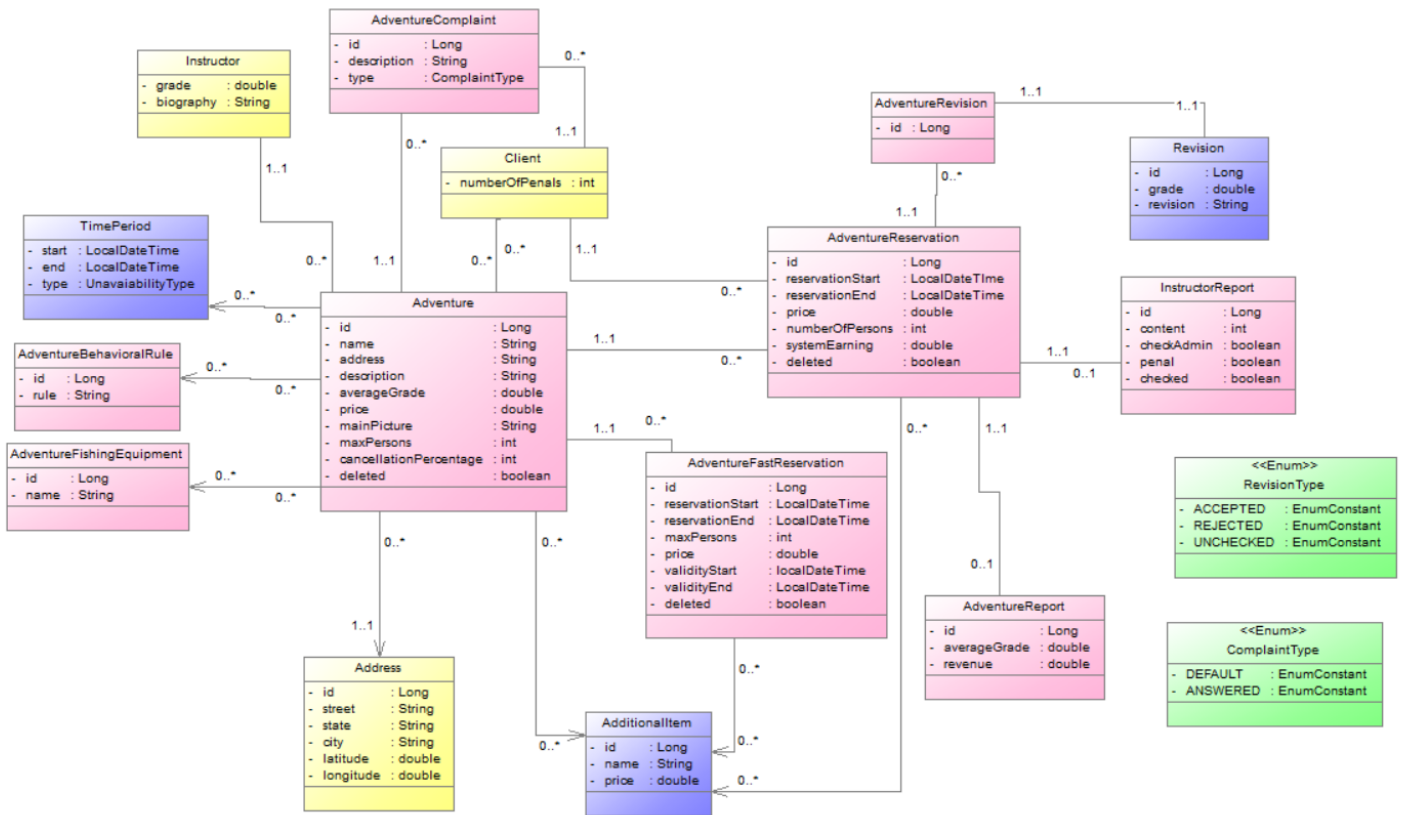 AdventureComplaint
- id : Long
- description : String
- type : ComplaintType
Instructor
- grade : double
- biography : String
0..*
1..1
0..*
1..1
Client
- numberOfPenals : int
AdventureRevision
- id : Long
1..1
1..1
Revision
- id : Long
- grade : double
- revision : String
0..*
1..1
TimePeriod
- start : LocalDateTime
- end : LocalDateTime
- type : UnavaiabilityType
0..*
1..1
0..*
0..*
1..1
0..*
0..*
0..*
AdventureReservation
- id : Long
- reservationStart : LocalDateTIme
- reservationEnd : LocalDateTime
- price : double
- numberOfPersons : int
- systemEarning : double
- deleted : boolean
InstructorReport
- id : Long
- content : int
- checkAdmin : boolean
- penal : boolean
- checked : boolean
1..1
0..1
Adventure
- id : Long
- name : String
- address : String
- description : String
- averageGrade : double
- price : double
- mainPicture : String
- maxPersons : int
- cancellationPercentage : int
- deleted : boolean
1..1
0..*
AdventureBehavioralRule
- id : Long
- rule : String
0..*
0..*
AdventureFishingEquipment
- id : Long
- name : String
0..*
0..*
1..1
0..*
AdventureFastReservation
- id : Long
- reservationStart : LocalDateTime
- reservationEnd : LocalDateTime
- maxPersons : int
- price : double
- validityStart : localDateTime
- validityEnd : LocalDateTime
- deleted : boolean
0..*
1..1
<<Enum>>
RevisionType
- ACCEPTED : EnumConstant
- REJECTED : EnumConstant
- UNCHECKED : EnumConstant
0..*
0..*
0..1
1..1
AdventureReport
- id : Long
- averageGrade : double
- revenue : double
<<Enum>>
ComplaintType
- DEFAULT : EnumConstant
- ANSWERED : EnumConstant
Address
- id : Long
- street : String
- state : String
- city : String
- latitude : double
- longitude : double
0..*
AdditionalItem
- id : Long
- name : String
- price : double
0..*
0..*
0..*